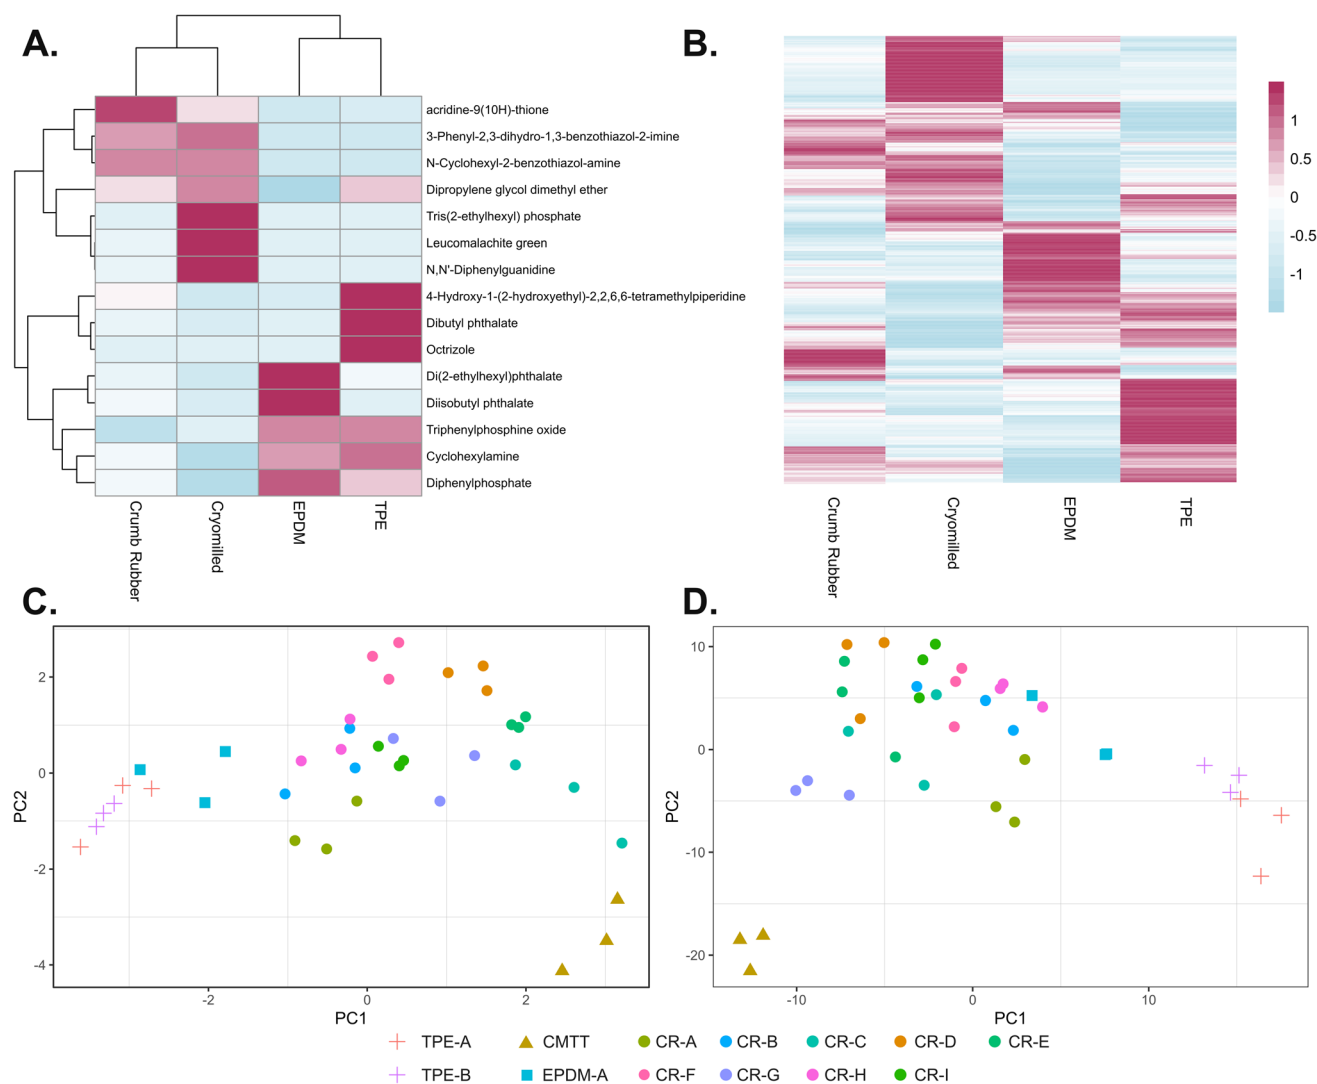 A.
B.
acridine-9(10H)-thione
3-Phenyl-2,3-dihydro-1,3-benzothiazol-2-imine
N-Cyclohexyl-2-benzothiazol-amine
Dipropylene glycol dimethyl ether
Tris(2-ethylhexyl) phosphate
Leucomalachite green
N,N'-Diphenylguanidine
4-Hydroxy-1-(2-hydroxyethyl)-2,2,6,6-tetramethylpiperidine
Dibutyl phthalate
Octrizole
Di(2-ethylhexyl)phthalate
Diisobutyl phthalate
Triphenylphosphine oxide
Cyclohexylamine
Diphenylphosphate
Crumb Rubber
Cryomilled
EPDM
TPE
1
0.5
0
-0.5
-1
Crumb Rubber
Cryomilled
EPDM
TPE
C.
PC2
2
0
-2
-4
-2
0
2
PC1
D.
PC2
10
0
-10
-20
-10
0
10
PC1
TPE-A CMTT CR-A CR-B CR-C CR-D CR-E
TPE-B EPDM-A CR-F CR-G CR-H CR-I